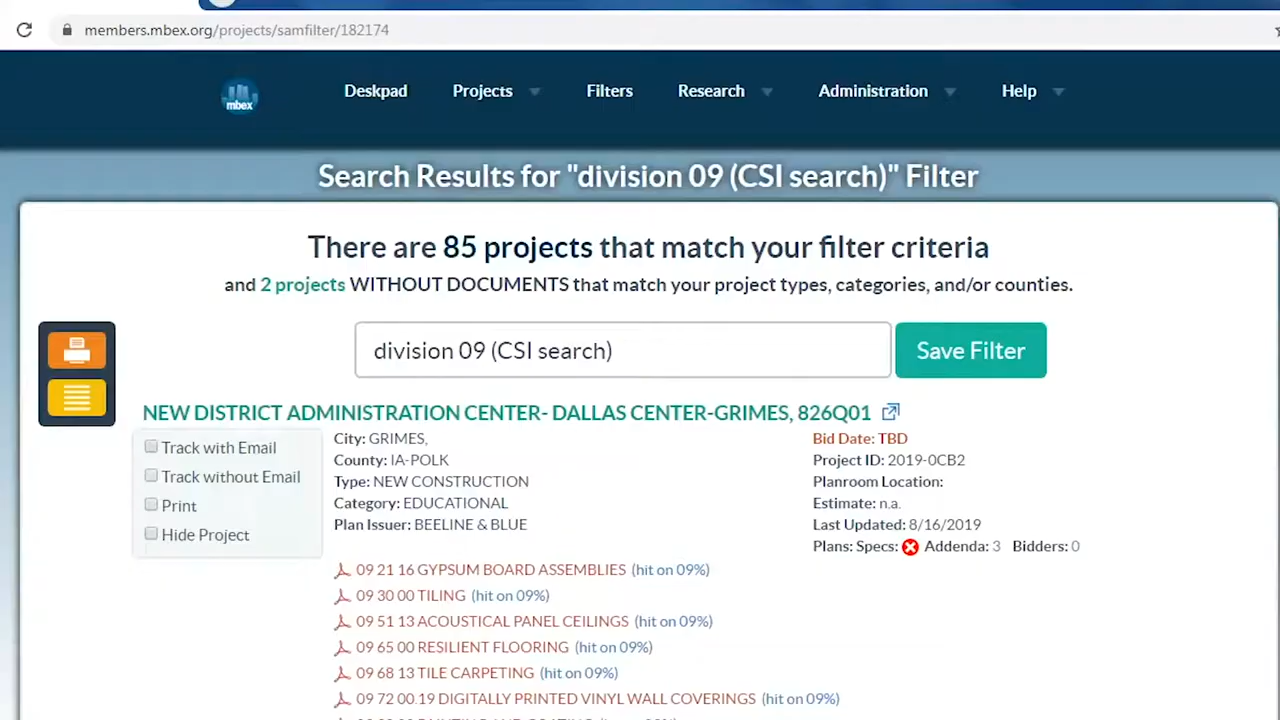 members.mbex.org/projects/samfilter/182174
mbex
Deskpad
Projects
Filters
Research
Administration
Help
Search Results for "division 09 (CSI search)" Filter
There are 85 projects that match your filter criteria
and 2 projects WITHOUT DOCUMENTS that match your project types, categories, and/or counties.
division 09 (CSI search)
Save Filter
NEW DISTRICT ADMINISTRATION CENTER- DALLAS CENTER-GRIMES, 826Q01
Track with Email
Track without Email
Print
Hide Project
City: GRIMES,
County: IA-POLK
Type: NEW CONSTRUCTION
Category: EDUCATIONAL
Plan Issuer: BEELINE & BLUE
Bid Date: TBD
Project ID: 2019-0CB2
Planroom Location:
Estimate: n.a.
Last Updated: 8/16/2019
Plans: Specs: Addenda: 3 Bidders: 0
09 21 16 GYPSUM BOARD ASSEMBLIES (hit on 09%)
09 30 00 TILING (hit on 09%)
09 51 13 ACOUSTICAL PANEL CEILINGS (hit on 09%)
09 65 00 RESILIENT FLOORING (hit on 09%)
09 68 13 TILE CARPETING (hit on 09%)
09 72 00.19 DIGITALLY PRINTED VINYL WALL COVERINGS (hit on 09%)